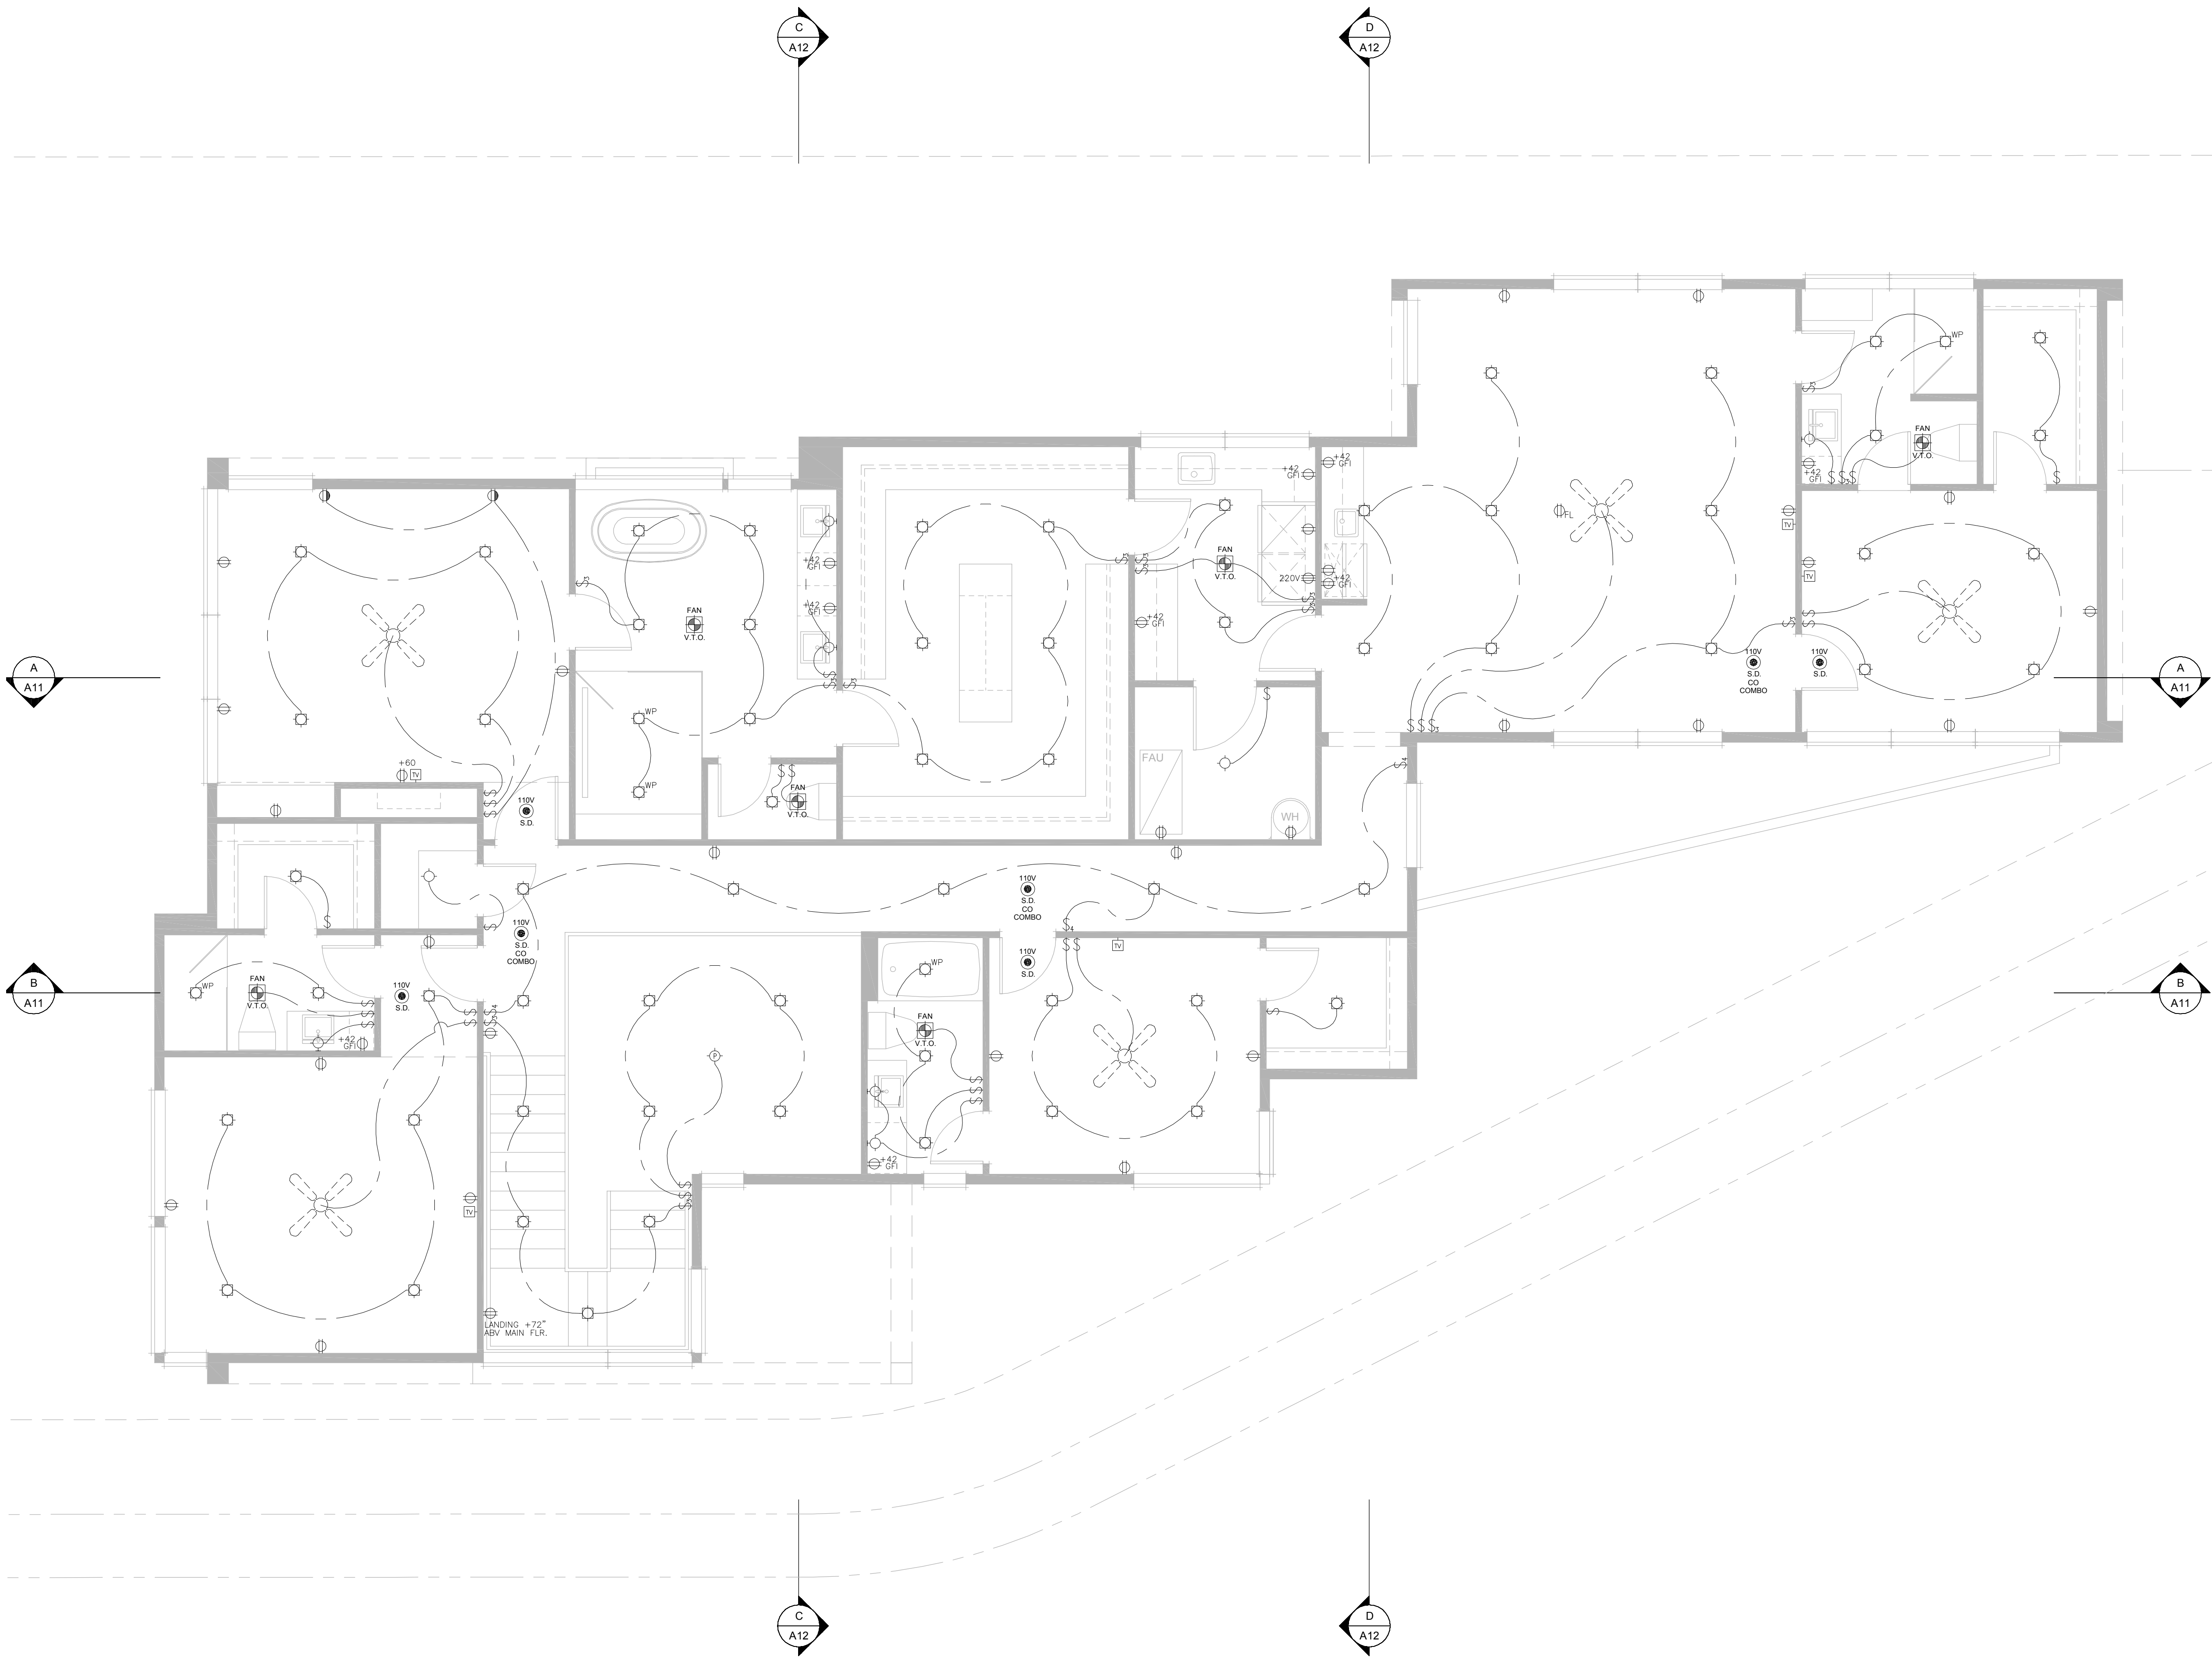 C
A12
D
A12
WP
FAN
V.T.O.
+42
GFI
+42
GFI
+42
GFI
FL
TV
TV
+42
GFI
+42
GFI
FAN
V.T.O.
220V
+42
GFI
+42
GFI
FAN
V.T.O.
110V
S.D.
CO
COMBO
110V
S.D.
A
A11
A
A11
WP
WP
+60
TV
FAN
V.T.O.
FAU
WH
110V
S.D.
110V
S.D.
CO
COMBO
110V
S.D.
CO
COMBO
110V
S.D.
TV
B
A11
B
A11
WP
FAN
V.T.O.
110V
S.D.
+42
GFI
WP
FAN
V.T.O.
P
+42
GFI
TV
LANDING +72"
ABV MAIN FLR.
C
A12
D
A12